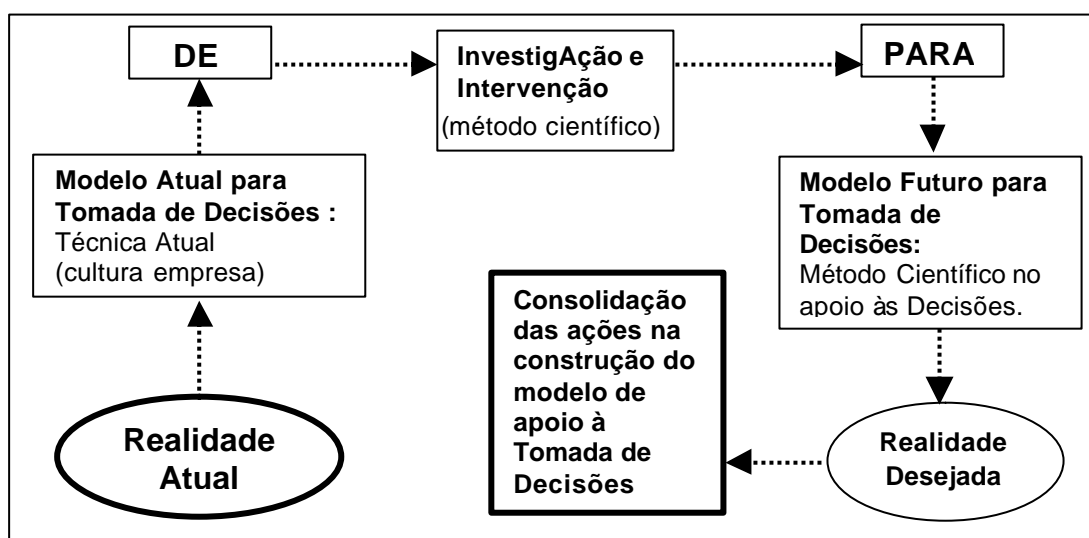 DE
InvestigAção e
Intervenção
(método científico)
PARA
Modelo Atual para
Tomada de Decisões :
Técnica Atual
(cultura empresa)
Modelo Futuro para
Tomada de
Decisões:
Método Científico no
apoio às Decisões.
Consolidação
das ações na
construção do
modelo de
apoio à
Tomada de
Decisões
Realidade
Atual
Realidade
Desejada